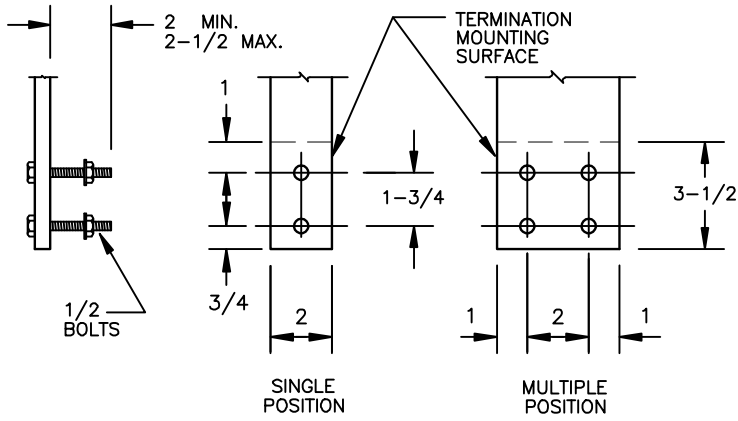 2 MIN.
2-1/2 MAX.
TERMINATION
MOUNTING
SURFACE
1
1-3/4
3-1/2
3/4
1/2
BOLTS
2
1
2
1
SINGLE
POSITION
MULTIPLE
POSITION